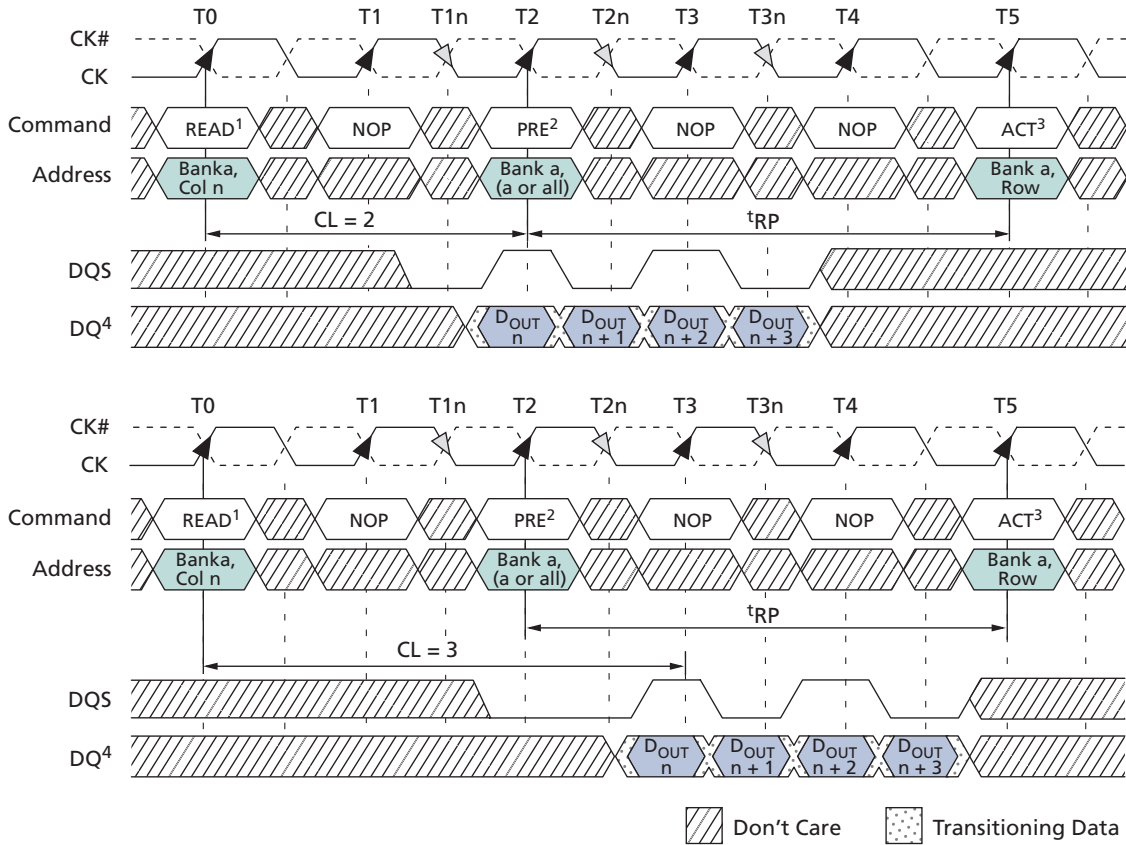 T0 T1 T1n T2 T2n T3 T3n T4 T5
CK#
CK
Command READ¹ NOP PRE² NOP NOP ACT³
Address Banka, Col n Bank a, (a or all) Bank a, Row
CL = 2 ᵗRP
DQS
DQ⁴ DOUT n DOUT n + 1 DOUT n + 2 DOUT n + 3
T0 T1 T1n T2 T2n T3 T3n T4 T5
CK#
CK
Command READ¹ NOP PRE² NOP NOP ACT³
Address Banka, Col n Bank a, (a or all) Bank a, Row
ᵗRP
CL = 3
DQS
DQ⁴ DOUT n DOUT n + 1 DOUT n + 2 DOUT n + 3
Don't Care Transitioning Data